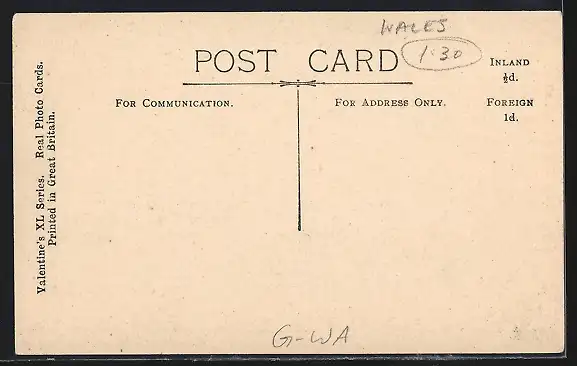 WALES
POST CARD
1·30
INLAND
½d.
FOR COMMUNICATION.
FOR ADDRESS ONLY.
FOREIGN
1d.
Valentine's XL Series. Real Photo Cards.
Printed in Great Britain.
G-WA